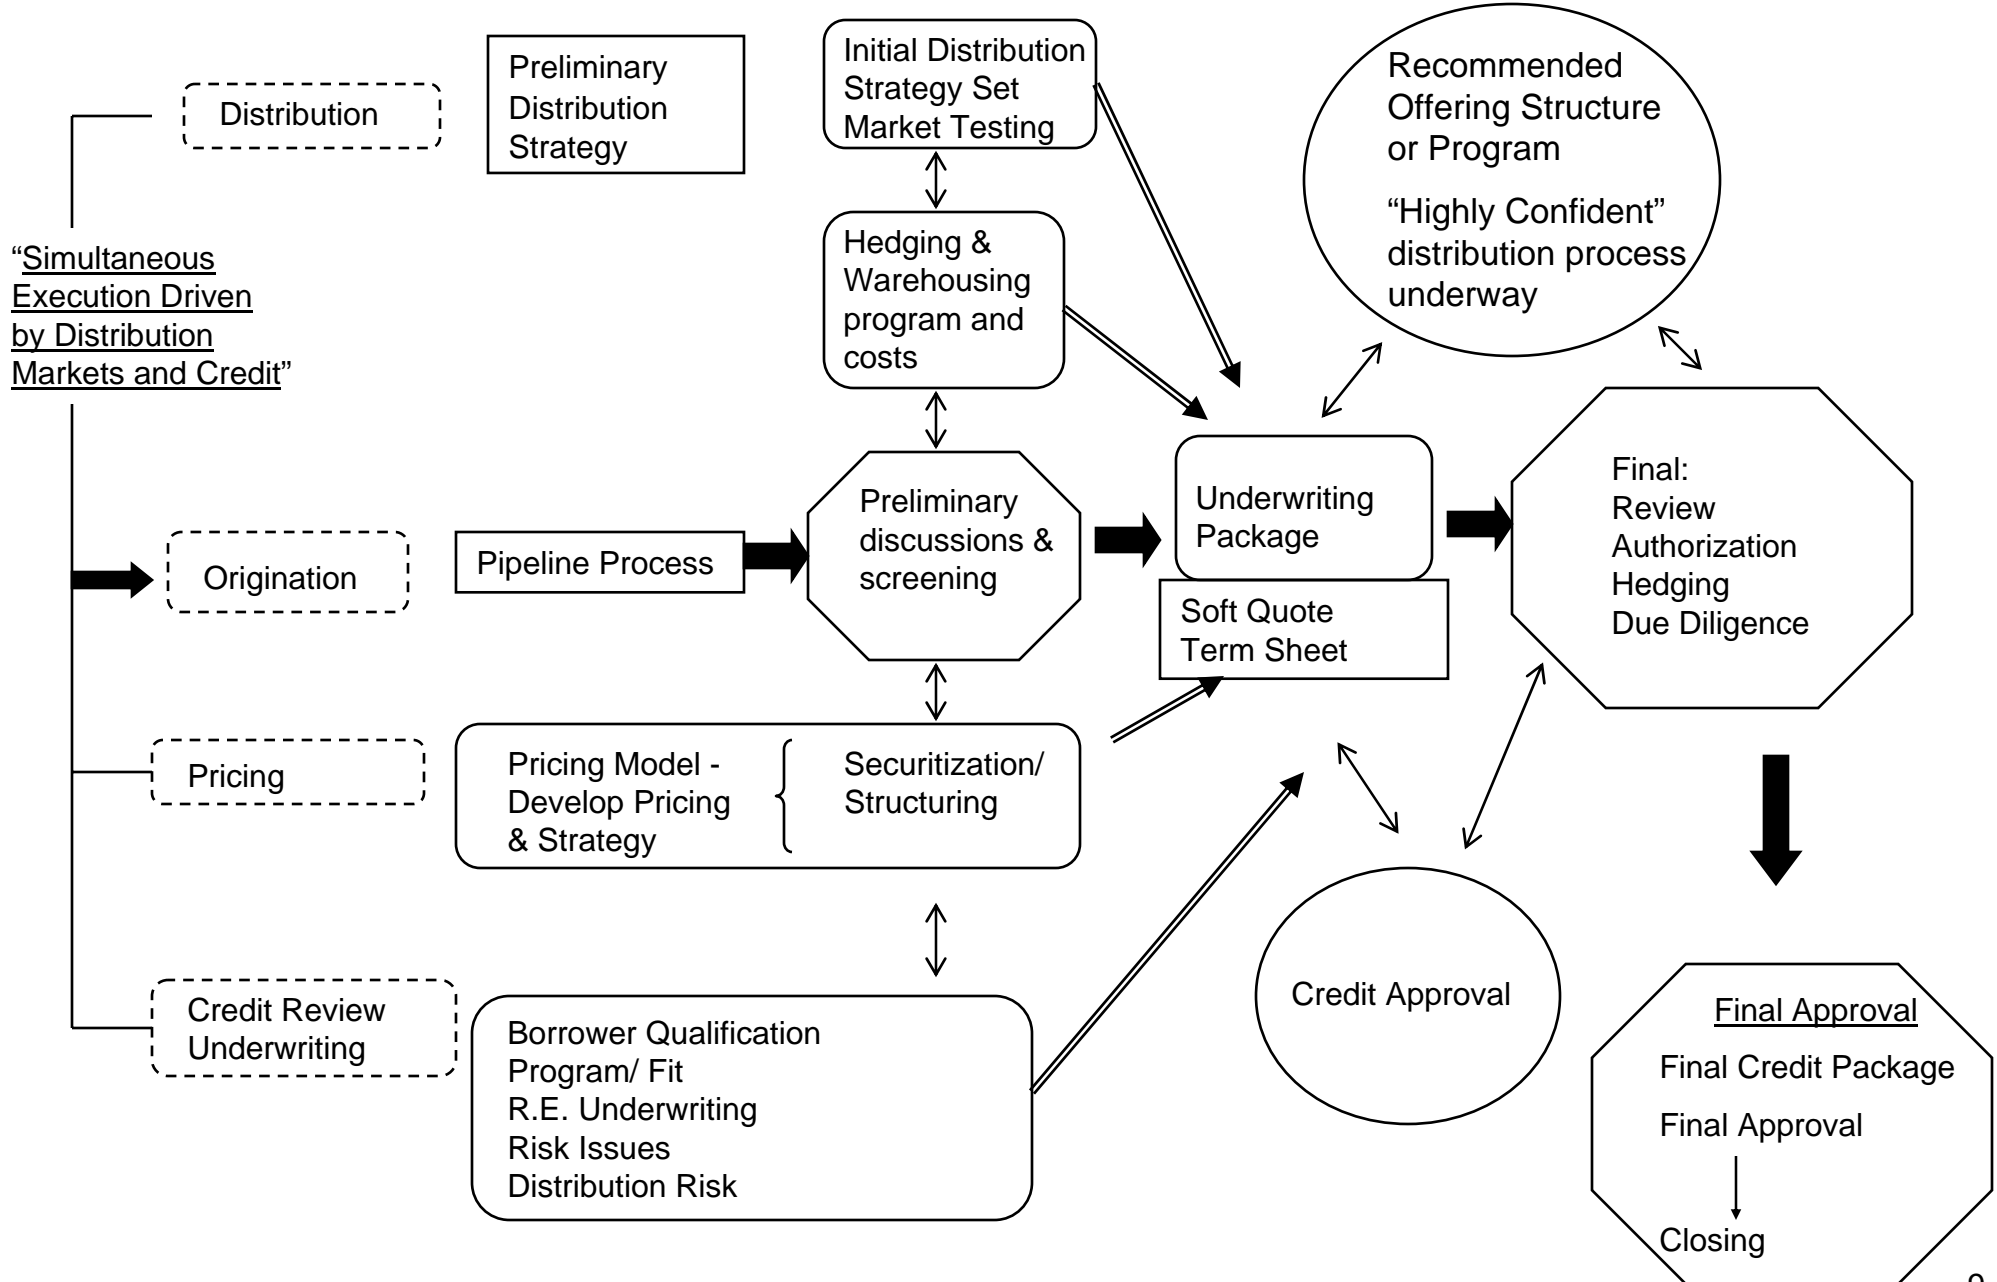 Distribution
Preliminary
Distribution
Strategy
Initial Distribution
Strategy Set
Market Testing
Recommended
Offering Structure
or Program
“Highly Confident”
distribution process
underway
“Simultaneous
Execution Driven
by Distribution
Markets and Credit”
Hedging &
Warehousing
program and
costs
Origination
Pipeline Process
Preliminary
discussions &
screening
Underwriting
Package
Soft Quote
Term Sheet
Final:
Review
Authorization
Hedging
Due Diligence
Pricing
Pricing Model -
Develop Pricing
& Strategy
Securitization/
Structuring
Credit Review
Underwriting
Borrower Qualification
Program/ Fit
R.E. Underwriting
Risk Issues
Distribution Risk
Credit Approval
Final Approval
Final Credit Package
Final Approval
Closing